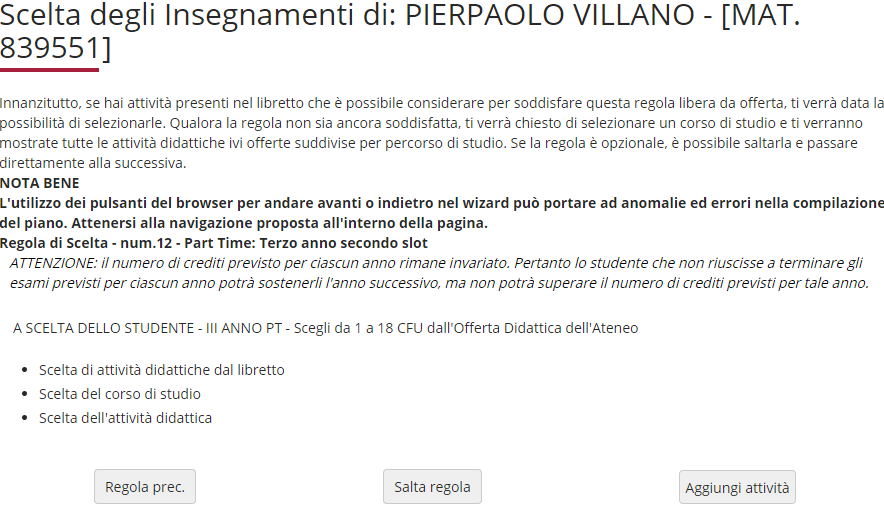 Scelta degli Insegnamenti di: PIERPAOLO VILLANO - [MAT.
839551]
Innanzitutto, se hai attività presenti nel libretto che è possibile considerare per soddisfare questa regola libera da offerta, ti verrà data la
possibilità di selezionarle. Qualora la regola non sia ancora soddisfatta, ti verrà chiesto di selezionare un corso di studio e ti verranno
mostrate tutte le attività didattiche ivi offerte suddivise per percorso di studio. Se la regola è opzionale, è possibile saltarla e passare
direttamente alla successiva.
NOTA BENE
L'utilizzo dei pulsanti del browser per andare avanti o indietro nel wizard può portare ad anomalie ed errori nella compilazione
del piano. Attenersi alla navigazione proposta all'interno della pagina.
Regola di Scelta - num.12 - Part Time: Terzo anno secondo slot
ATTENZIONE: il numero di crediti previsto per ciascun anno rimane invariato. Pertanto lo studente che non riuscisse a terminare gli
esami previsti per ciascun anno potrà sostenerli l'anno successivo, ma non potrà superare il numero di crediti previsti per tale anno.
A SCELTA DELLO STUDENTE - III ANNO PT - Scegli da 1 a 18 CFU dall'Offerta Didattica dell'Ateneo
• Scelta di attività didattiche dal libretto
• Scelta del corso di studio
• Scelta dell'attività didattica
Regola prec.
Salta regola
Aggiungi attività